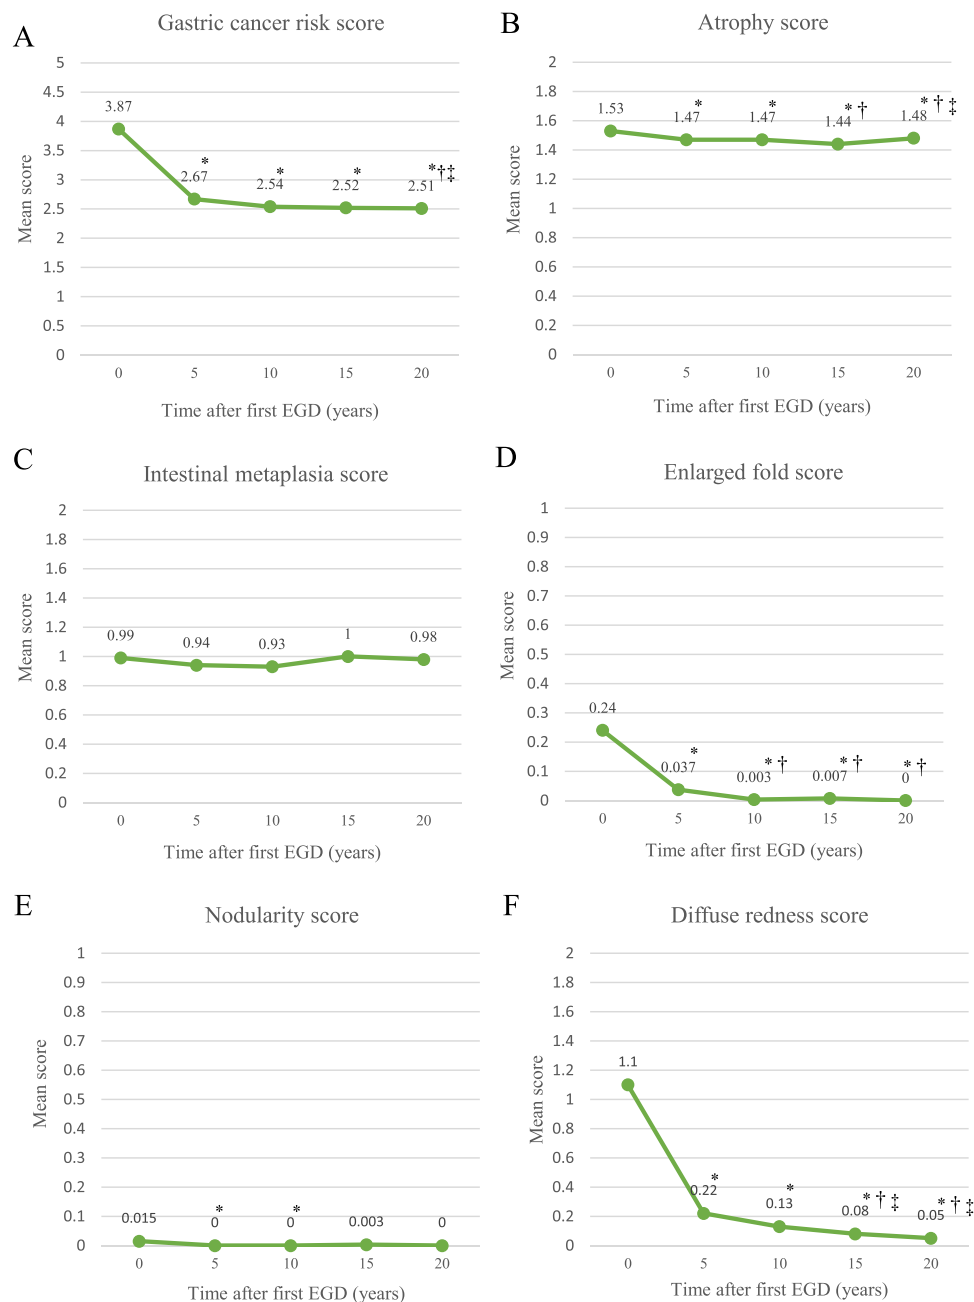 A
Gastric cancer risk score
5
4.5
4
3.5
3
2.5
2
1.5
1
0.5
0
Mean score
3.87
2.67 *
2.54 *
2.52 *
2.51 *†‡
0 5 10 15 20
Time after first EGD (years)
B
Atrophy score
2
1.8
1.6
1.4
1.2
1
0.8
0.6
0.4
0.2
0
Mean score
1.53
1.47 *
1.47 *
1.44 * †
1.48 * † ‡
0 5 10 15 20
Time after first EGD (years)
C
Intestinal metaplasia score
2
1.8
1.6
1.4
1.2
1
0.8
0.6
0.4
0.2
0
Mean score
0.99
0.94
0.93
1
0.98
0 5 10 15 20
Time after first EGD (years)
D
Enlarged fold score
1
0.9
0.8
0.7
0.6
0.5
0.4
0.3
0.2
0.1
0
Mean score
0.24
0.037 *
0.003 * †
0.007 * †
0 * †
0 5 10 15 20
Time after first EGD (years)
E
Nodularity score
1
0.9
0.8
0.7
0.6
0.5
0.4
0.3
0.2
0.1
0
Mean score
0.015
0 *
0 *
0.003
0
0 5 10 15 20
Time after first EGD (years)
F
Diffuse redness score
2
1.8
1.6
1.4
1.2
1
0.8
0.6
0.4
0.2
0
Mean score
1.1
0.22 *
0.13 *
0.08 * † ‡
0.05 * † ‡
0 5 10 15 20
Time after first EGD (years)